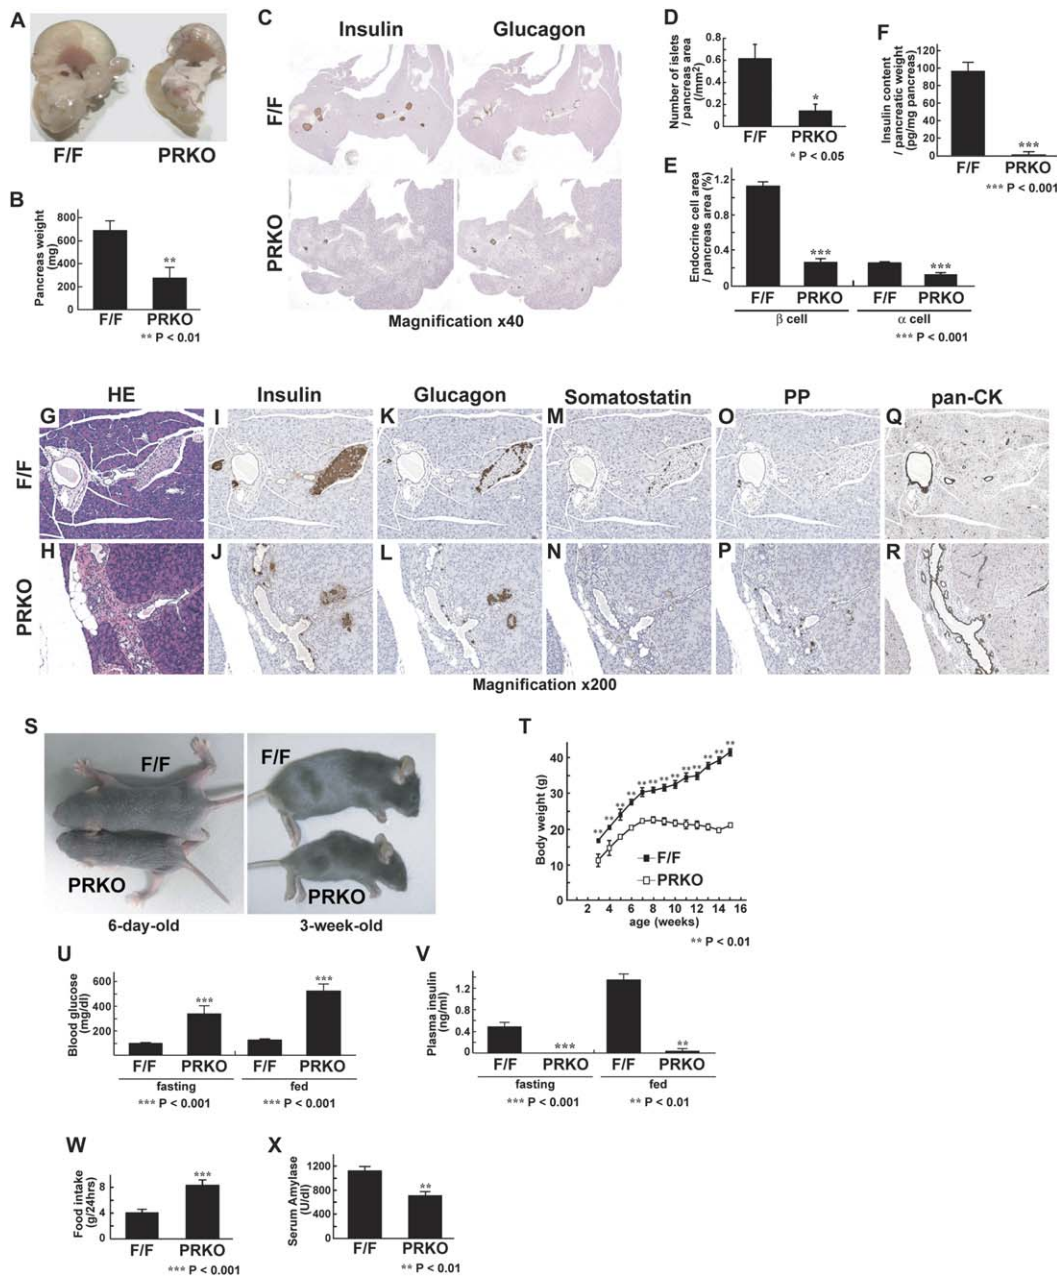 A
F/F PRKO
B
Pancreas weight
(mg)
800
600
400
200
0
**
F/F PRKO
** P < 0.01
C
Insulin Glucagon
F/F
PRKO
Magnification x40
D
Number of islets
/ pancreas area
(/mm2)
0.8
0.6
0.4
0.2
0
*
F/F PRKO
* P < 0.05
E
Endocrine cell area
/ pancreas area (%)
1.2
0.8
0.4
0
*** ***
F/F PRKO F/F PRKO
β cell α cell
*** P < 0.001
F
Insulin content
/ pancreatic weight
(pg/mg pancreas)
120
100
80
60
40
20
0
***
F/F PRKO
*** P < 0.001
HE Insulin Glucagon Somatostatin PP pan-CK
F/F
G I K M O Q
PRKO
H J L N P R
Magnification x200
S
F/F
PRKO
6-day-old
F/F
PRKO
3-week-old
T
Body weight (g)
40
30
20
10
0
** ** ** ** ** ** ** ** ** ** ** ** **
F/F
PRKO
2 4 6 8 10 12 14 16
age (weeks)
** P < 0.01
U
Blood glucose
(mg/dl)
600
400
200
*** ***
F/F PRKO F/F PRKO
fasting fed
*** P < 0.001 *** P < 0.001
V
Plasma insulin
(ng/ml)
1.2
0.8
0.4
0
*** **
F/F PRKO F/F PRKO
fasting fed
*** P < 0.001 ** P < 0.01
W
Food intake
(g/24hrs)
8
4
0
***
F/F PRKO
*** P < 0.001
X
Serum Amylase
(U/dl)
1200
800
400
0
**
F/F PRKO
** P < 0.01